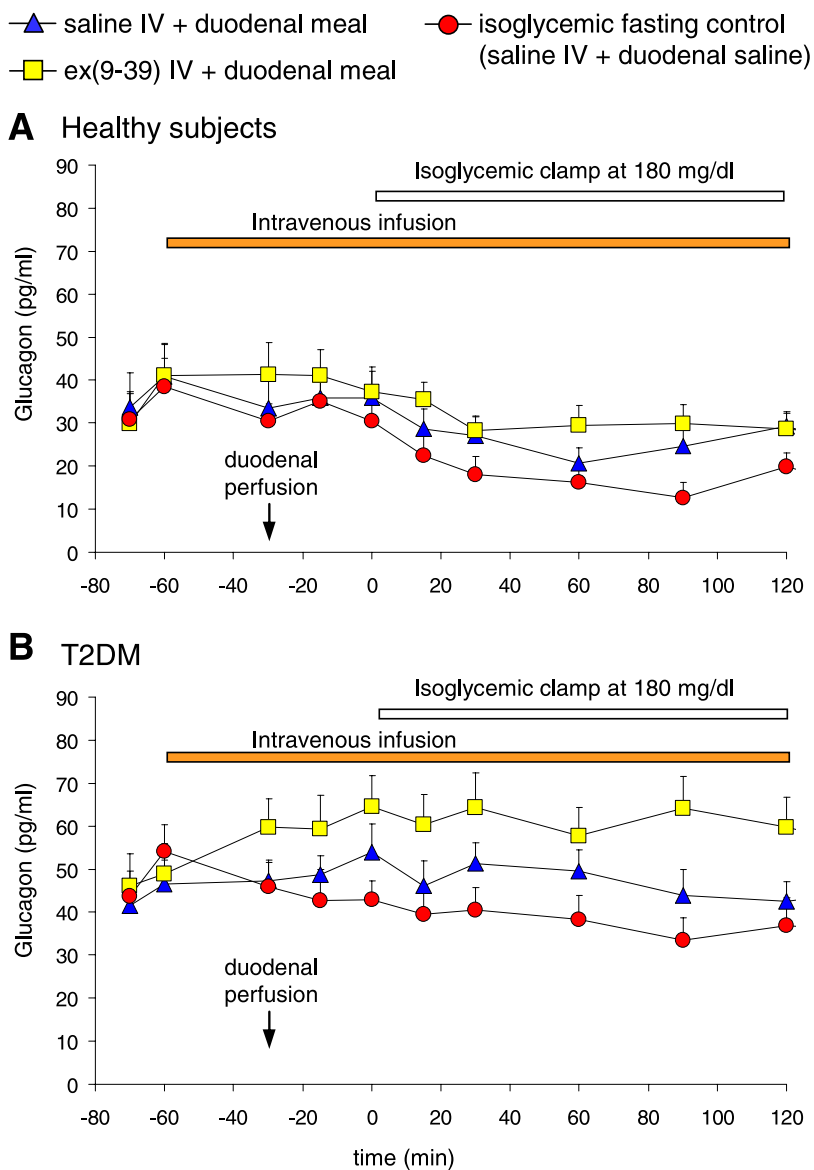 saline IV + duodenal meal
ex(9-39) IV + duodenal meal
isoglycemic fasting control
(saline IV + duodenal saline)
A Healthy subjects
Isoglycemic clamp at 180 mg/dl
Intravenous infusion
Glucagon (pg/ml)
90
80
70
60
50
40
30
20
10
0
duodenal
perfusion
-80 -60 -40 -20 0 20 40 60 80 100 120
B T2DM
Isoglycemic clamp at 180 mg/dl
Intravenous infusion
Glucagon (pg/ml)
90
80
70
60
50
40
30
20
10
0
duodenal
perfusion
-80 -60 -40 -20 0 20 40 60 80 100 120
time (min)